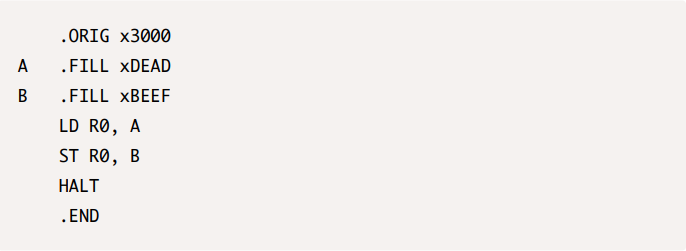 .ORIG x3000
A .FILL xDEAD
B .FILL xBEEF
LD R0, A
ST R0, B
HALT
.END